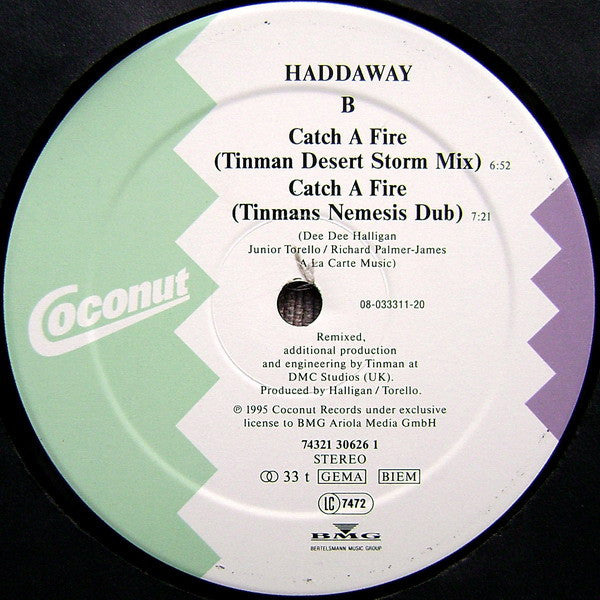 HADDAWAY
B
Catch A Fire
(Tinman Desert Storm Mix) 6:52
Catch A Fire
(Tinmans Nemesis Dub) 7:21
(Dee Dee Halligan
Junior Torello / Richard Palmer-James
A La Carte Music)
Coconut
08-033311-20
Remixed,
additional production
and engineering by Tinman at
DMC Studios (UK).
Produced by Halligan / Torello.
℗ 1995 Coconut Records under exclusive
license to BMG Ariola Media GmbH
74321 30626 1
STEREO
33 t GEMA BIEM
LC 7472
BMG
BERTELSMANN MUSIC GROUP